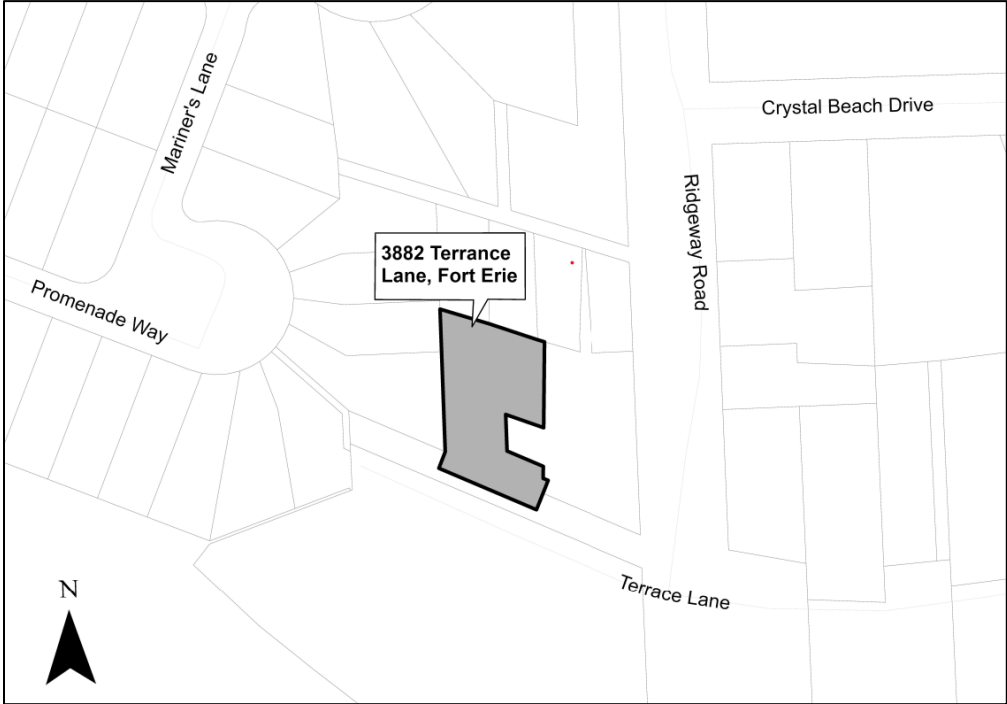 Mariner's Lane
Crystal Beach Drive
Ridgeway Road
3882 Terrance
Lane, Fort Erie
Promenade Way
Terrace Lane
N